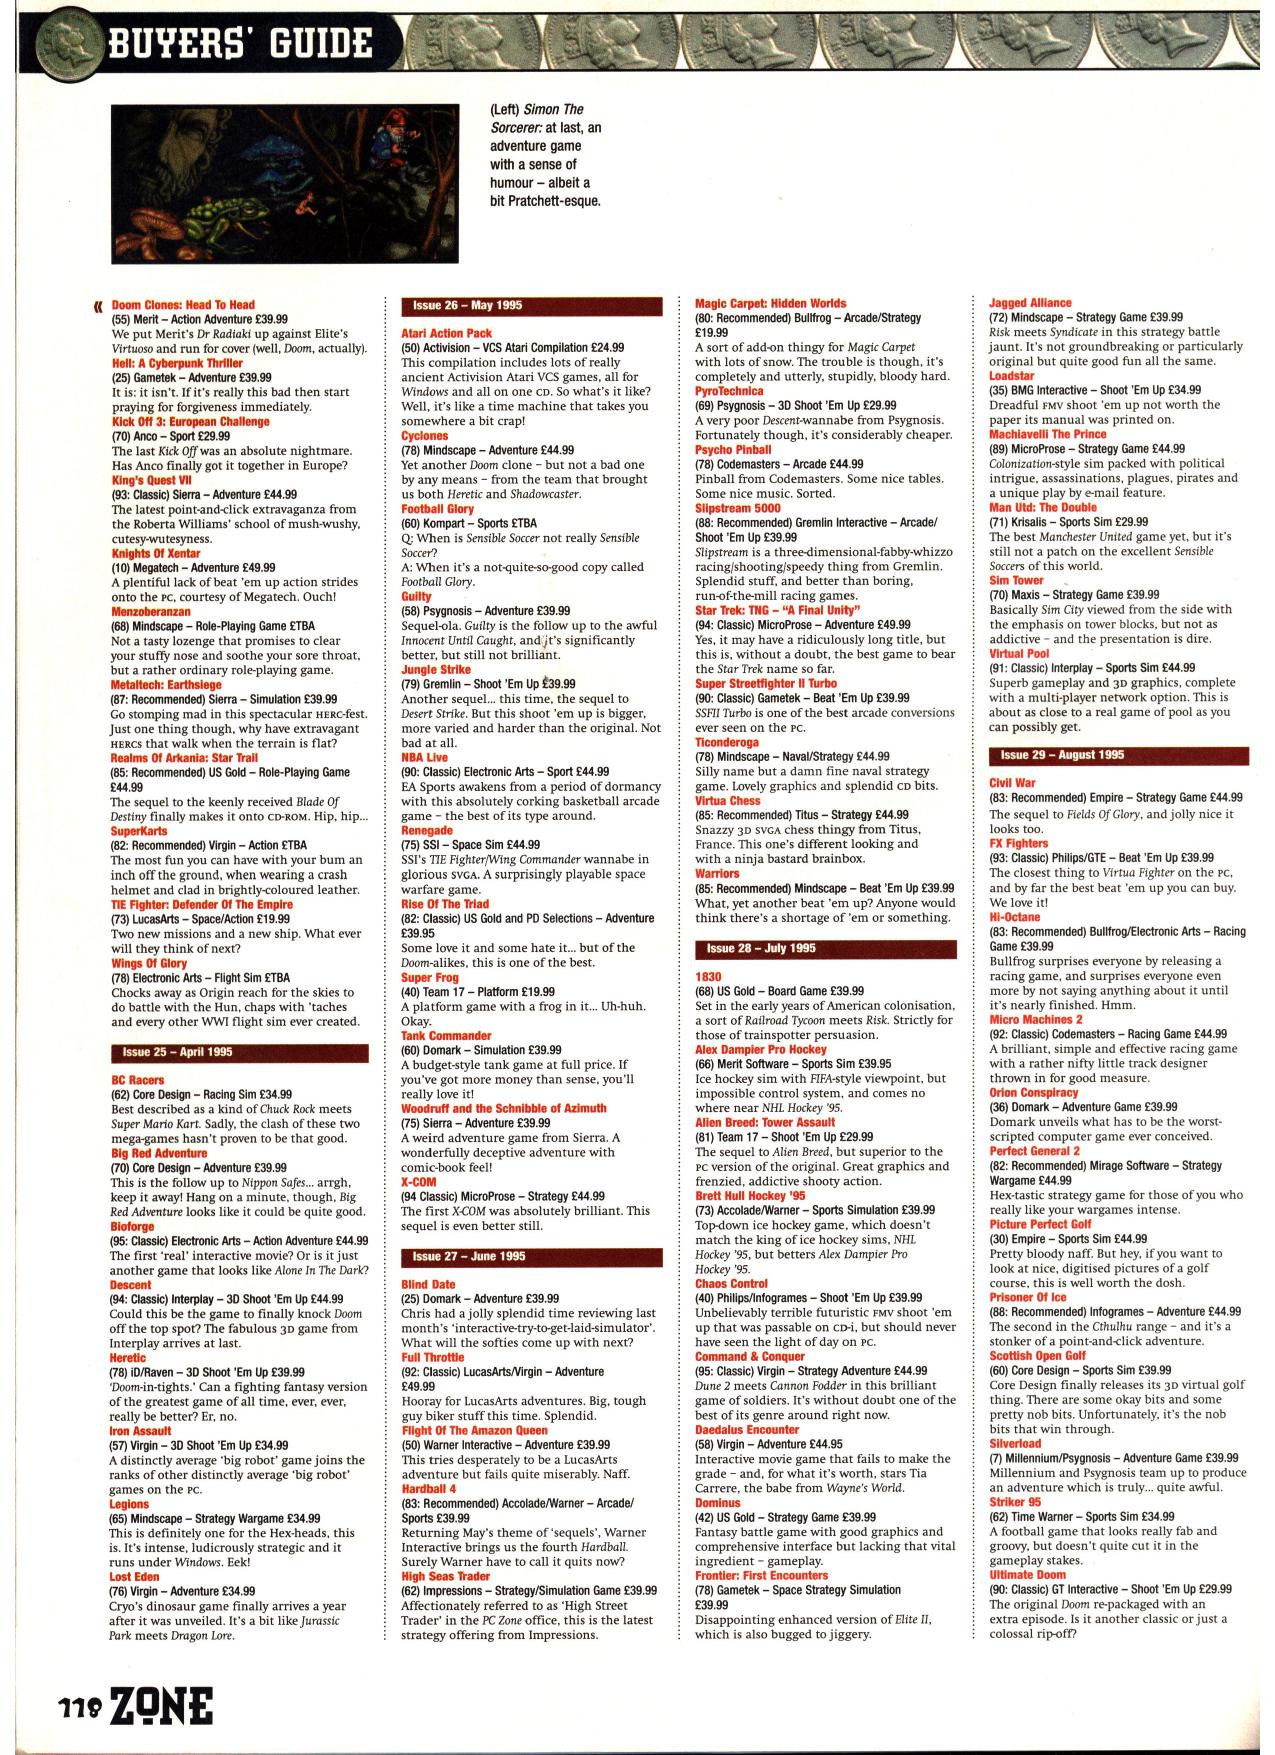 BUYERS' GUIDE
(Left) Simon The
Sorcerer: at last, an
adventure game
with a sense of
humour – albeit a
bit Pratchett-esque.
« Doom Clones: Head To Head
(55) Merit – Action Adventure £39.99
We put Merit's Dr Radiaki up against Elite's
Virtuoso and run for cover (well, Doom, actually).
Hell: A Cyberpunk Thriller
(25) Gametek – Adventure £39.99
It is: it isn't. If it's really this bad then start
praying for forgiveness immediately.
Kick Off 3: European Challenge
(70) Anco – Sport £29.99
The last Kick Off was an absolute nightmare.
Has Anco finally got it together in Europe?
King's Quest VII
(93: Classic) Sierra – Adventure £44.99
The latest point-and-click extravaganza from
the Roberta Williams' school of mush-wushy,
cutesy-wutesyness.
Knights Of Xentar
(10) Megatech – Adventure £49.99
A plentiful lack of beat 'em up action strides
onto the PC, courtesy of Megatech. Ouch!
Menzoberanzan
(68) Mindscape – Role-Playing Game £TBA
Not a tasty lozenge that promises to clear
your stuffy nose and soothe your sore throat,
but a rather ordinary role-playing game.
Metaltech: Earthsiege
(87: Recommended) Sierra – Simulation £39.99
Go stomping mad in this spectacular HERC-fest.
Just one thing though, why have extravagant
HERCs that walk when the terrain is flat?
Realms Of Arkania: Star Trail
(85: Recommended) US Gold – Role-Playing Game
£44.99
The sequel to the keenly received Blade Of
Destiny finally makes it onto CD-ROM. Hip, hip...
SuperKarts
(82: Recommended) Virgin – Action £TBA
The most fun you can have with your bum an
inch off the ground, when wearing a crash
helmet and clad in brightly-coloured leather.
TIE Fighter: Defender Of The Empire
(73) LucasArts – Space/Action £19.99
Two new missions and a new ship. What ever
will they think of next?
Wings Of Glory
(78) Electronic Arts – Flight Sim £TBA
Chocks away as Origin reach for the skies to
do battle with the Hun, chaps with 'taches
and every other WWI flight sim ever created.
Issue 25 – April 1995
BC Racers
(62) Core Design – Racing Sim £34.99
Best described as a kind of Chuck Rock meets
Super Mario Kart. Sadly, the clash of these two
mega-games hasn't proven to be that good.
Big Red Adventure
(70) Core Design – Adventure £39.99
This is the follow up to Nippon Safes... arrgh,
keep it away! Hang on a minute, though, Big
Red Adventure looks like it could be quite good.
Bioforge
(95: Classic) Electronic Arts – Action Adventure £44.99
The first 'real' interactive movie? Or is it just
another game that looks like Alone In The Dark?
Descent
(94: Classic) Interplay – 3D Shoot 'Em Up £44.99
Could this be the game to finally knock Doom
off the top spot? The fabulous 3D game from
Interplay arrives at last.
Heretic
(78) iD/Raven – 3D Shoot 'Em Up £39.99
'Doom-in-tights.' Can a fighting fantasy version
of the greatest game of all time, ever, ever,
really be better? Er, no.
Iron Assault
(57) Virgin – 3D Shoot 'Em Up £34.99
A distinctly average 'big robot' game joins the
ranks of other distinctly average 'big robot'
games on the PC.
Legions
(65) Mindscape – Strategy Wargame £34.99
This is definitely one for the Hex-heads, this
is. It's intense, ludicrously strategic and it
runs under Windows. Eek!
Lost Eden
(76) Virgin – Adventure £34.99
Cryo's dinosaur game finally arrives a year
after it was unveiled. It's a bit like Jurassic
Park meets Dragon Lore.
Issue 26 – May 1995
Atari Action Pack
(50) Activision – VCS Atari Compilation £24.99
This compilation includes lots of really
ancient Activision Atari VCS games, all for
Windows and all on one CD. So what's it like?
Well, it's like a time machine that takes you
somewhere a bit crap!
Cyclones
(78) Mindscape – Adventure £44.99
Yet another Doom clone – but not a bad one
by any means – from the team that brought
us both Heretic and Shadowcaster.
Football Glory
(60) Kompart – Sports £TBA
Q: When is Sensible Soccer not really Sensible
Soccer?
A: When it's a not-quite-so-good copy called
Football Glory.
Guilty
(58) Psygnosis – Adventure £39.99
Sequel-ola. Guilty is the follow up to the awful
Innocent Until Caught, and it's significantly
better, but still not brilliant.
Jungle Strike
(79) Gremlin – Shoot 'Em Up £39.99
Another sequel... this time, the sequel to
Desert Strike. But this shoot 'em up is bigger,
more varied and harder than the original. Not
bad at all.
NBA Live
(90: Classic) Electronic Arts – Sport £44.99
EA Sports awakens from a period of dormancy
with this absolutely corking basketball arcade
game – the best of its type around.
Renegade
(75) SSI – Space Sim £44.99
SSI's TIE Fighter/Wing Commander wannabe in
glorious SVGA. A surprisingly playable space
warfare game.
Rise Of The Triad
(82: Classic) US Gold and PD Selections – Adventure
£39.95
Some love it and some hate it... but of the
Doom-alikes, this is one of the best.
Super Frog
(40) Team 17 – Platform £19.99
A platform game with a frog in it... Uh-huh.
Okay.
Tank Commander
(60) Domark – Simulation £39.99
A budget-style tank game at full price. If
you've got more money than sense, you'll
really love it!
Woodruff and the Schnibble of Azimuth
(75) Sierra – Adventure £39.99
A weird adventure game from Sierra. A
wonderfully deceptive adventure with
comic-book feel!
X-COM
(94 Classic) MicroProse – Strategy £44.99
The first X-COM was absolutely brilliant. This
sequel is even better still.
Issue 27 – June 1995
Blind Date
(25) Domark – Adventure £39.99
Chris had a jolly splendid time reviewing last
month's 'interactive-try-to-get-laid-simulator'.
What will the softies come up with next?
Full Throttle
(92: Classic) LucasArts/Virgin – Adventure
£49.99
Hooray for LucasArts adventures. Big, tough
guy biker stuff this time. Splendid.
Flight Of The Amazon Queen
(50) Warner Interactive – Adventure £39.99
This tries desperately to be a LucasArts
adventure but fails quite miserably. Naff.
Hardball 4
(83: Recommended) Accolade/Warner – Arcade/
Sports £39.99
Returning May's theme of 'sequels', Warner
Interactive brings us the fourth Hardball.
Surely Warner have to call it quits now?
High Seas Trader
(62) Impressions – Strategy/Simulation Game £39.99
Affectionately referred to as 'High Street
Trader' in the PC Zone office, this is the latest
strategy offering from Impressions.
Magic Carpet: Hidden Worlds
(80: Recommended) Bullfrog – Arcade/Strategy
£19.99
A sort of add-on thingy for Magic Carpet
with lots of snow. The trouble is though, it's
completely and utterly, stupidly, bloody hard.
PyroTechnica
(69) Psygnosis – 3D Shoot 'Em Up £29.99
A very poor Descent-wannabe from Psygnosis.
Fortunately though, it's considerably cheaper.
Psycho Pinball
(78) Codemasters – Arcade £44.99
Pinball from Codemasters. Some nice tables.
Some nice music. Sorted.
Slipstream 5000
(88: Recommended) Gremlin Interactive – Arcade/
Shoot 'Em Up £39.99
Slipstream is a three-dimensional-fabby-whizzo
racing/shooting/speedy thing from Gremlin.
Splendid stuff, and better than boring,
run-of-the-mill racing games.
Star Trek: TNG – "A Final Unity"
(94: Classic) MicroProse – Adventure £49.99
Yes, it may have a ridiculously long title, but
this is, without a doubt, the best game to bear
the Star Trek name so far.
Super Streetfighter II Turbo
(90: Classic) Gametek – Beat 'Em Up £39.99
SSFII Turbo is one of the best arcade conversions
ever seen on the PC.
Ticonderoga
(78) Mindscape – Naval/Strategy £44.99
Silly name but a damn fine naval strategy
game. Lovely graphics and splendid CD bits.
Virtua Chess
(85: Recommended) Titus – Strategy £44.99
Snazzy 3D SVGA chess thingy from Titus,
France. This one's different looking and
with a ninja bastard brainbox.
Warriors
(85: Recommended) Mindscape – Beat 'Em Up £39.99
What, yet another beat 'em up? Anyone would
think there's a shortage of 'em or something.
Issue 28 – July 1995
1830
(68) US Gold – Board Game £39.99
Set in the early years of American colonisation,
a sort of Railroad Tycoon meets Risk. Strictly for
those of trainspotter persuasion.
Alex Dampier Pro Hockey
(66) Merit Software – Sports Sim £39.95
Ice hockey sim with FIFA-style viewpoint, but
impossible control system, and comes no
where near NHL Hockey '95.
Alien Breed: Tower Assault
(81) Team 17 – Shoot 'Em Up £29.99
The sequel to Alien Breed, but superior to the
PC version of the original. Great graphics and
frenzied, addictive shooty action.
Brett Hull Hockey '95
(73) Accolade/Warner – Sports Simulation £39.99
Top-down ice hockey game, which doesn't
match the king of ice hockey sims, NHL
Hockey '95, but betters Alex Dampier Pro
Hockey '95.
Chaos Control
(40) Philips/Infogrames – Shoot 'Em Up £39.99
Unbelievably terrible futuristic FMV shoot 'em
up that was passable on CD-i, but should never
have seen the light of day on PC.
Command & Conquer
(95: Classic) Virgin – Strategy Adventure £44.99
Dune 2 meets Cannon Fodder in this brilliant
game of soldiers. It's without doubt one of the
best of its genre around right now.
Daedalus Encounter
(58) Virgin – Adventure £44.95
Interactive movie game that fails to make the
grade – and, for what it's worth, stars Tia
Carrere, the babe from Wayne's World.
Dominus
(42) US Gold – Strategy Game £39.99
Fantasy battle game with good graphics and
comprehensive interface but lacking that vital
ingredient – gameplay.
Frontier: First Encounters
(78) Gametek – Space Strategy Simulation
£39.99
Disappointing enhanced version of Elite II,
which is also bugged to jiggery.
Jagged Alliance
(72) Mindscape – Strategy Game £39.99
Risk meets Syndicate in this strategy battle
jaunt. It's not groundbreaking or particularly
original but quite good fun all the same.
Loadstar
(35) BMG Interactive – Shoot 'Em Up £34.99
Dreadful FMV shoot 'em up not worth the
paper its manual was printed on.
Machiavelli The Prince
(89) MicroProse – Strategy Game £44.99
Colonization-style sim packed with political
intrigue, assassinations, plagues, pirates and
a unique play by e-mail feature.
Man Utd: The Double
(71) Krisalis – Sports Sim £29.99
The best Manchester United game yet, but it's
still not a patch on the excellent Sensible
Soccers of this world.
Sim Tower
(70) Maxis – Strategy Game £39.99
Basically Sim City viewed from the side with
the emphasis on tower blocks, but not as
addictive – and the presentation is dire.
Virtual Pool
(91: Classic) Interplay – Sports Sim £44.99
Superb gameplay and 3D graphics, complete
with a multi-player network option. This is
about as close to a real game of pool as you
can possibly get.
Issue 29 – August 1995
Civil War
(83: Recommended) Empire – Strategy Game £44.99
The sequel to Fields Of Glory, and jolly nice it
looks too.
FX Fighters
(93: Classic) Philips/GTE – Beat 'Em Up £39.99
The closest thing to Virtua Fighter on the PC,
and by far the best beat 'em up you can buy.
We love it!
Hi-Octane
(83: Recommended) Bullfrog/Electronic Arts – Racing
Game £39.99
Bullfrog surprises everyone by releasing a
racing game, and surprises everyone even
more by not saying anything about it until
it's nearly finished. Hmm.
Micro Machines 2
(92: Classic) Codemasters – Racing Game £44.99
A brilliant, simple and effective racing game
with a rather nifty little track designer
thrown in for good measure.
Orion Conspiracy
(36) Domark – Adventure Game £39.99
Domark unveils what has to be the worst-
scripted computer game ever conceived.
Perfect General 2
(82: Recommended) Mirage Software – Strategy
Wargame £44.99
Hex-tastic strategy game for those of you who
really like your wargames intense.
Picture Perfect Golf
(30) Empire – Sports Sim £44.99
Pretty bloody naff. But hey, if you want to
look at nice, digitised pictures of a golf
course, this is well worth the dosh.
Prisoner Of Ice
(88: Recommended) Infogrames – Adventure £44.99
The second in the Cthulhu range – and it's a
stonker of a point-and-click adventure.
Scottish Open Golf
(60) Core Design – Sports Sim £39.99
Core Design finally releases its 3D virtual golf
thing. There are some okay bits and some
pretty nob bits. Unfortunately, it's the nob
bits that win through.
Silverload
(7) Millennium/Psygnosis – Adventure Game £39.99
Millennium and Psygnosis team up to produce
an adventure which is truly... quite awful.
Striker 95
(62) Time Warner – Sports Sim £34.99
A football game that looks really fab and
groovy, but doesn't quite cut it in the
gameplay stakes.
Ultimate Doom
(90: Classic) GT Interactive – Shoot 'Em Up £29.99
The original Doom re-packaged with an
extra episode. Is it another classic or just a
colossal rip-off?
118 ZONE